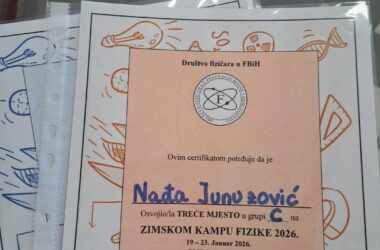 Društvo fizičara u FBiH
F
Ovim certifikatom potvrđuje da je
Nađa Junuzović
Osvojio/la TREĆE MJESTO u grupi C na
ZIMSKOM KAMPU FIZIKE 2026.
19 – 23. Januar 2026.